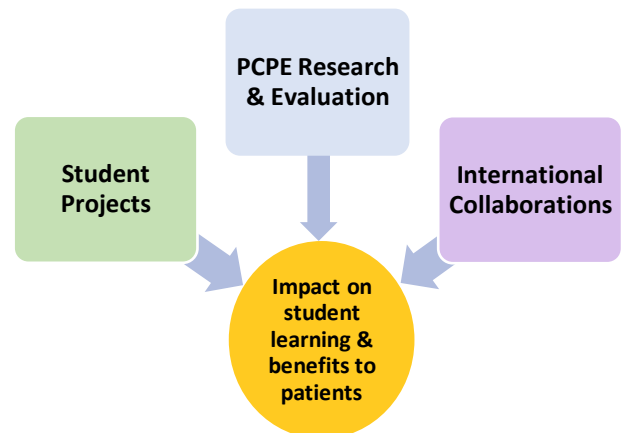 PCPE Research
& Evaluation
Student
Projects
International
Collaborations
Impact on
student
learning &
benefits to
patients